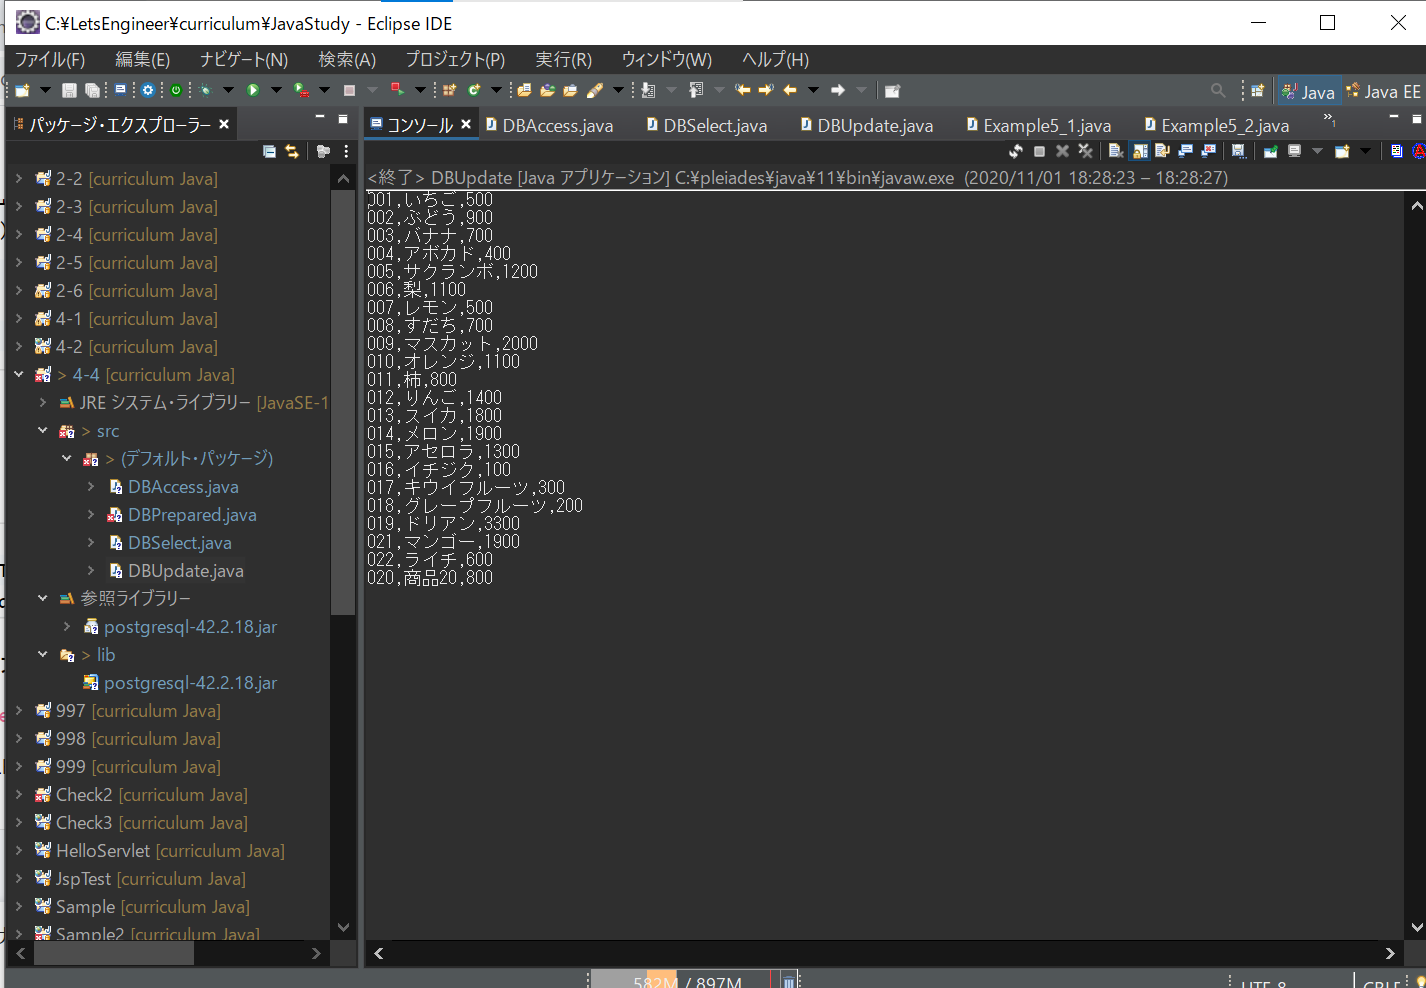 C:¥LetsEngineer¥curriculum¥JavaStudy - Eclipse IDE
ファイル(F) 編集(E) ナビゲート(N) 検索(A) プロジェクト(P) 実行(R) ウィンドウ(W) ヘルプ(H)
Java Java EE
パッケージ・エクスプローラー
コンソール DBAccess.java DBSelect.java DBUpdate.java Example5_1.java Example5_2.java »1
<終了> DBUpdate [Java アプリケーション] C:¥pleiades¥java¥11¥bin¥javaw.exe (2020/11/01 18:28:23 – 18:28:27)
2-2 [curriculum Java]
2-3 [curriculum Java]
2-4 [curriculum Java]
2-5 [curriculum Java]
2-6 [curriculum Java]
4-1 [curriculum Java]
4-2 [curriculum Java]
> 4-4 [curriculum Java]
JRE システム・ライブラリー [JavaSE-1
> src
> (デフォルト・パッケージ)
DBAccess.java
DBPrepared.java
DBSelect.java
DBUpdate.java
参照ライブラリー
postgresql-42.2.18.jar
> lib
postgresql-42.2.18.jar
997 [curriculum Java]
998 [curriculum Java]
999 [curriculum Java]
Check2 [curriculum Java]
Check3 [curriculum Java]
HelloServlet [curriculum Java]
JspTest [curriculum Java]
Sample [curriculum Java]
Sample2 [curriculum Java]
001,いちご,500
002,ぶどう,900
003,バナナ,700
004,アボカド,400
005,サクランボ,1200
006,梨,1100
007,レモン,500
008,すだち,700
009,マスカット,2000
010,オレンジ,1100
011,柿,800
012,りんご,1400
013,スイカ,1800
014,メロン,1900
015,アセロラ,1300
016,イチジク,100
017,キウイフルーツ,300
018,グレープフルーツ,200
019,ドリアン,3300
021,マンゴー,1900
022,ライチ,600
020,商品20,800
582M / 897M
UTF-8
CRLF